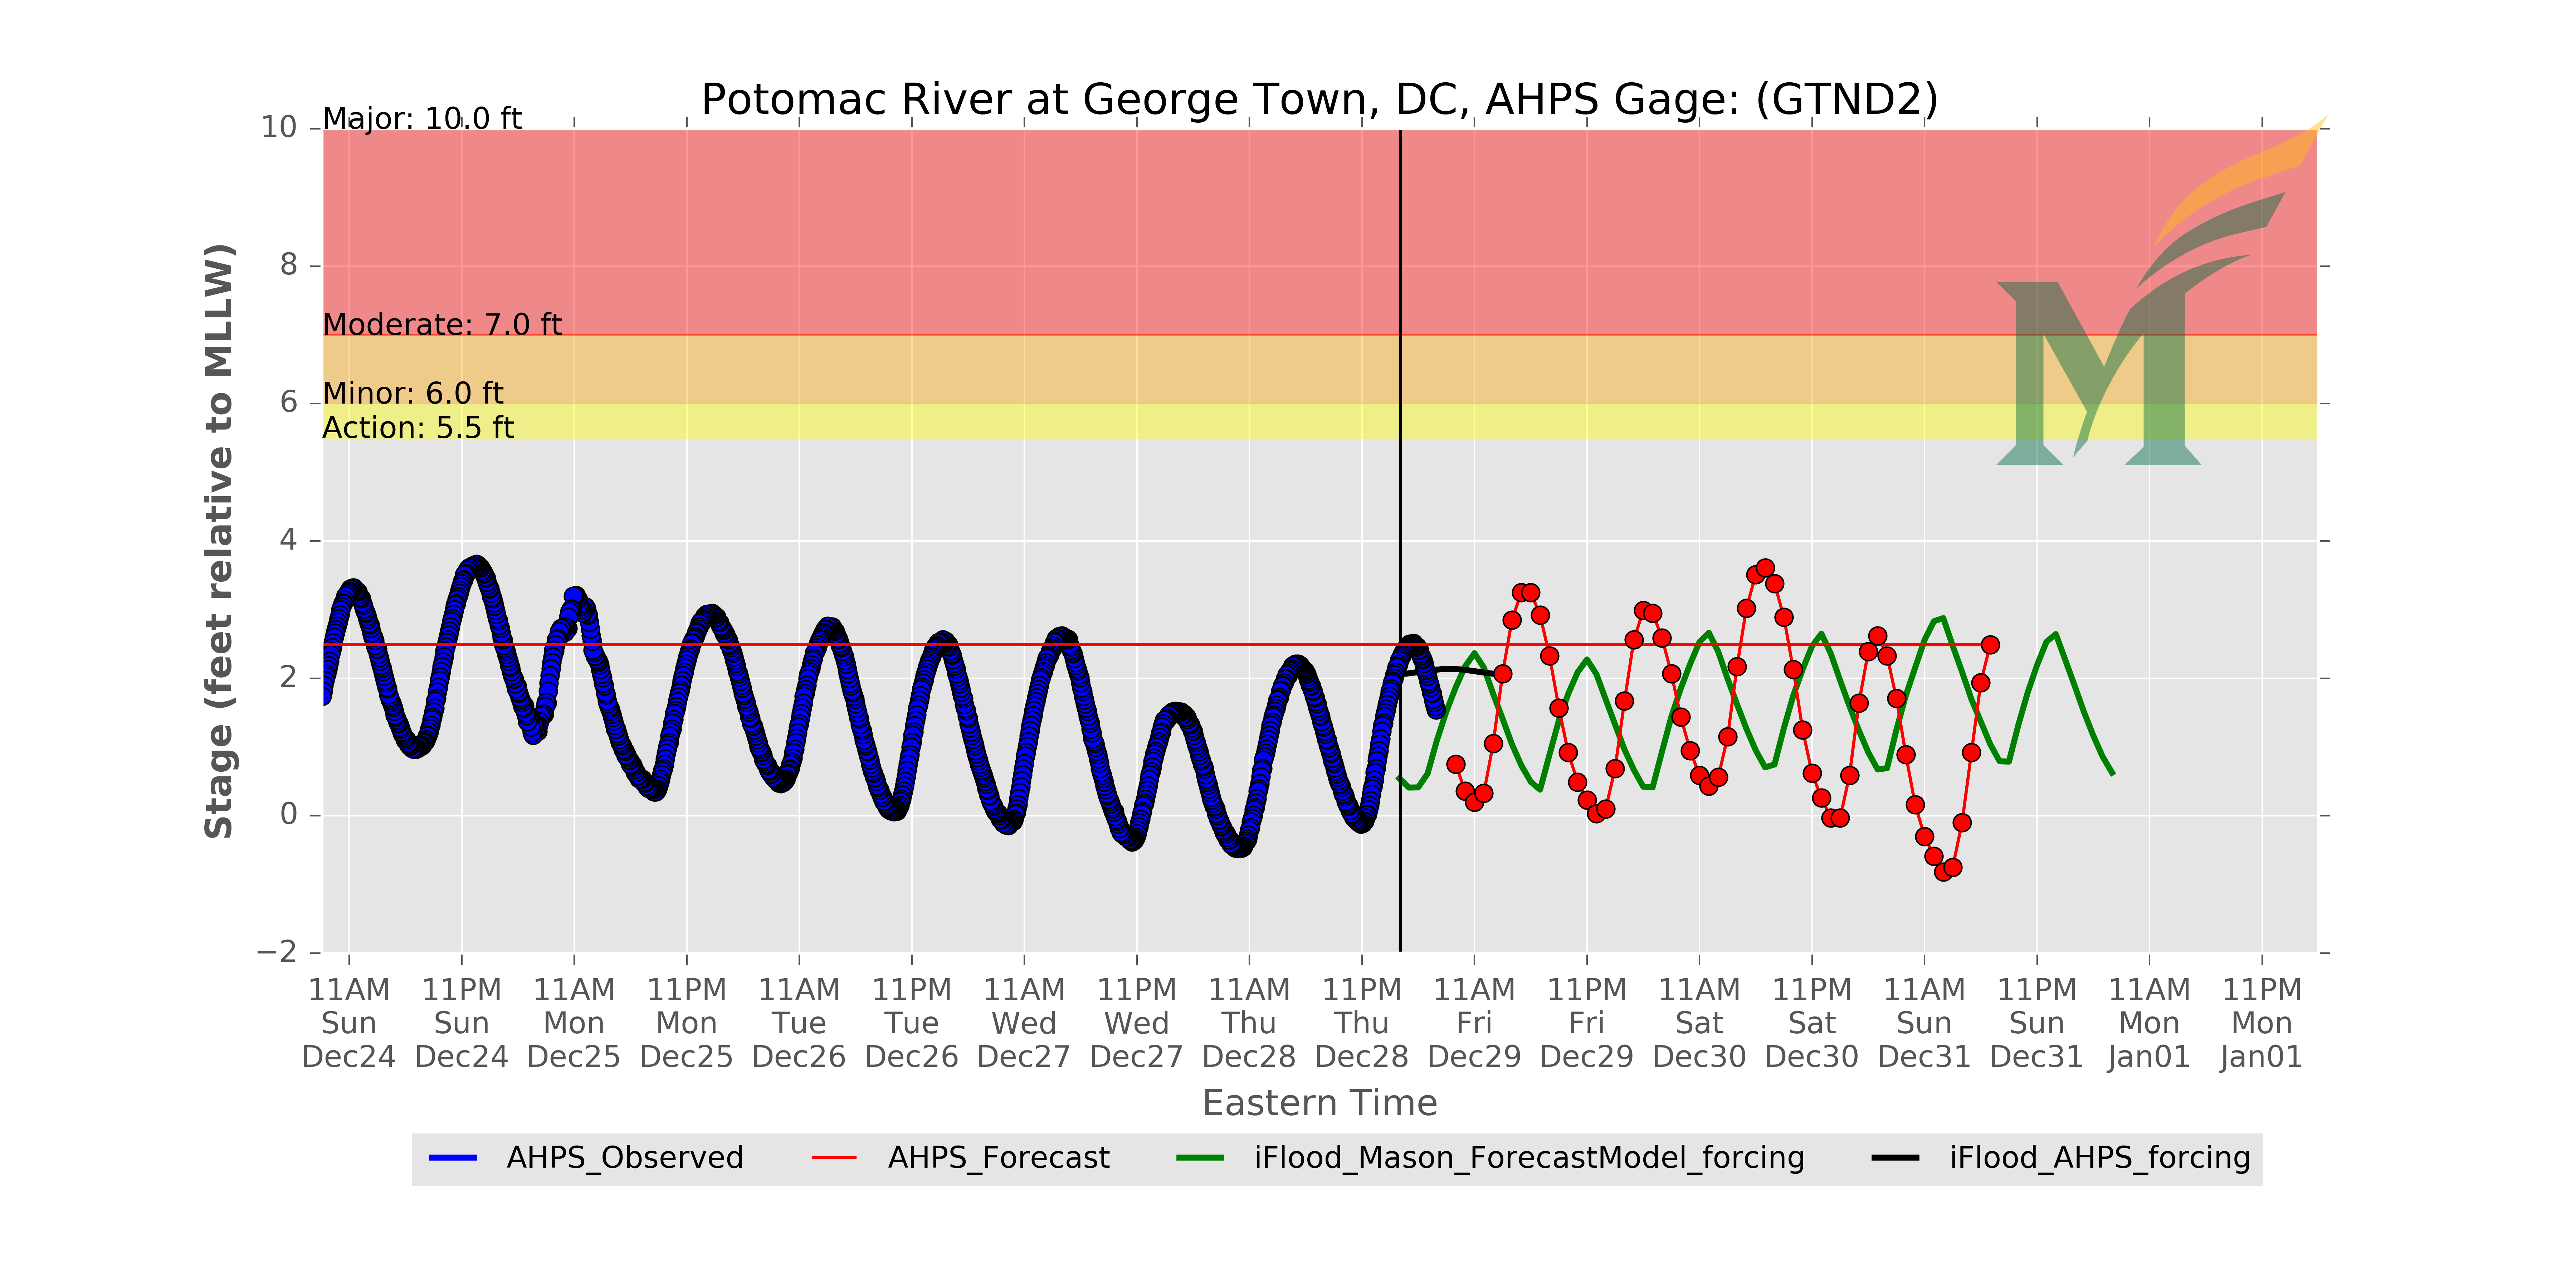 Potomac River at George Town, DC, AHPS Gage: (GTND2)
Major: 10.0 ft
Moderate: 7.0 ft
Minor: 6.0 ft
Action: 5.5 ft
Stage (feet relative to MLLW)
10
8
6
4
2
0
−2
11AM 11PM 11AM 11PM 11AM 11PM 11AM 11PM 11AM 11PM 11AM 11PM 11AM 11PM 11AM 11PM 11AM 11PM
Sun Sun Mon Mon Tue Tue Wed Wed Thu Thu Fri Fri Sat Sat Sun Sun Mon Mon
Dec24 Dec24 Dec25 Dec25 Dec26 Dec26 Dec27 Dec27 Dec28 Dec28 Dec29 Dec29 Dec30 Dec30 Dec31 Dec31 Jan01 Jan01
Eastern Time
AHPS_Observed AHPS_Forecast iFlood_Mason_ForecastModel_forcing iFlood_AHPS_forcing